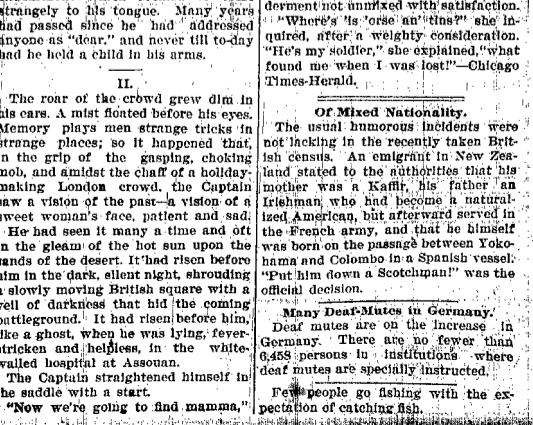 strangely to his tongue. Many years
had passed since he had addressed
anyone as "dear," and never till to-day
had he held a child in his arms.
II.
The roar of the crowd grew dim in
his ears. A mist floated before his eyes.
Memory plays men strange tricks in
strange places; so it happened that,
in the grip of the gasping, choking
mob, and amidst the chaff of a holiday-
making London crowd, the Captain
saw a vision of the past—a vision of a
sweet woman's face, patient and sad.
He had seen it many a time and oft
in the gleam of the hot sun upon the
sands of the desert. It had risen before
him in the dark, silent night, shrouding
a slowly moving British square with a
veil of darkness that hid the coming
battleground. It had risen before him,
like a ghost, when he was lying, fever-
stricken and helpless, in the white-
walled hospital at Assouan.
The Captain straightened himself in
the saddle with a start.
"Now we're going to find mamma,"
derment not unmixed with satisfaction.
"Where's 'is 'orse an' tins?" she in-
quired, after a weighty consideration.
"He's my soldier," she explained, "what
found me when I was lost!"—Chicago
Times-Herald.
Of Mixed Nationality.
The usual humorous incidents were
not lacking in the recently taken Brit-
ish census. An emigrant in New Zea-
land stated to the authorities that his
mother was a Kaffir, his father an
Irishman who had become a natural-
ized American, but afterward served in
the French army, and that he himself
was born on the passage between Yoko-
hama and Colombo in a Spanish vessel.
"Put him down a Scotchman!" was the
official decision.
Many Deaf-Mutes in Germany.
Deaf mutes are on the increase in
Germany. There are no fewer than
6,458 persons in institutions where
deaf mutes are specially instructed.
Few people go fishing with the ex-
pectation of catching fish.